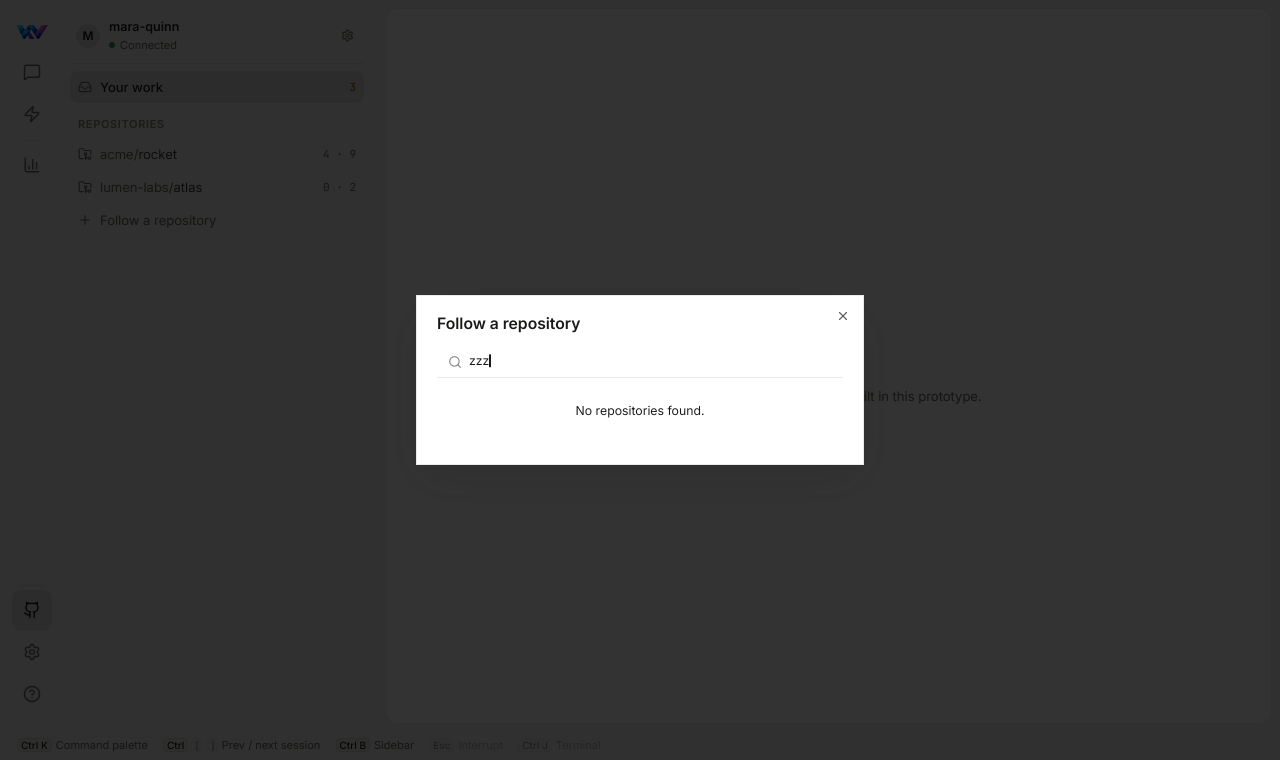 M
mara-quinn
Connected
Your work 3
REPOSITORIES
acme/rocket 4 · 9
lumen-labs/atlas 0 · 2
Follow a repository
Follow a repository
zzz
No repositories found.
in this prototype.
Ctrl K Command palette Ctrl [ ] Prev / next session Ctrl B Sidebar Esc Interrupt Ctrl J Terminal